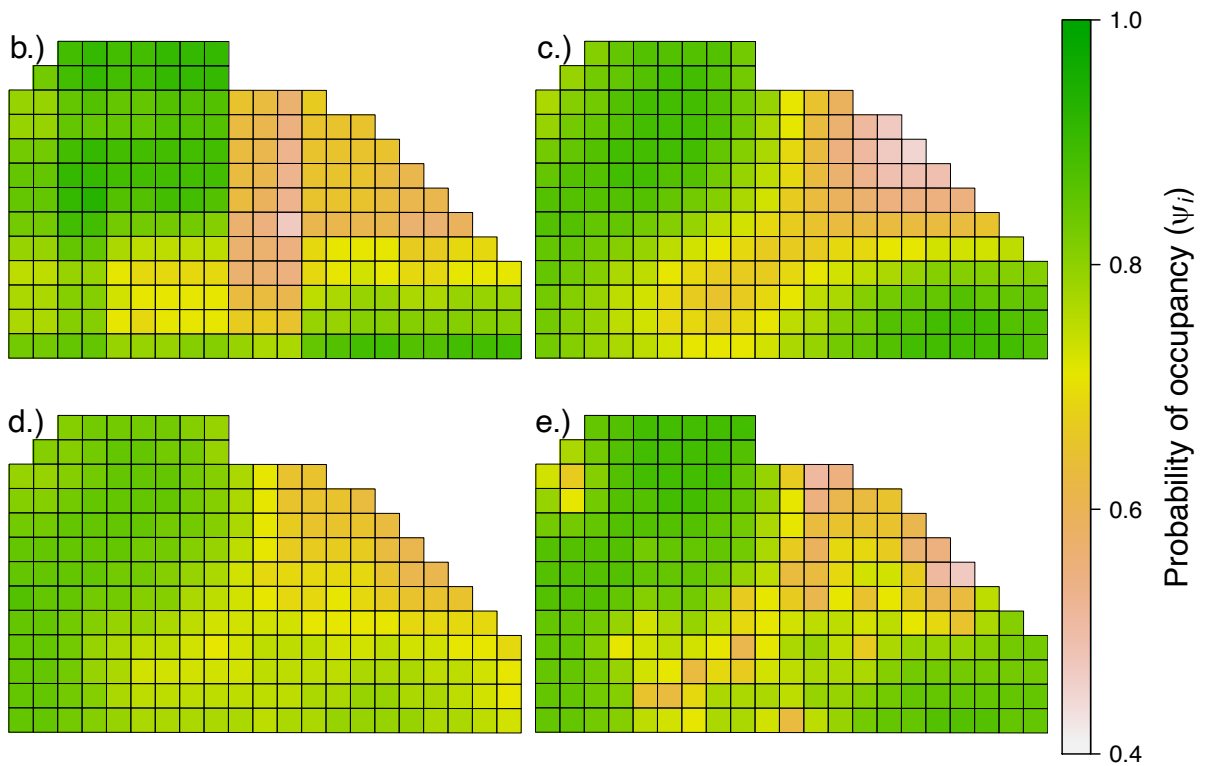 b.)
c.)
d.)
e.)
1.0
0.8
0.6
0.4
Probability of occupancy (ψi)